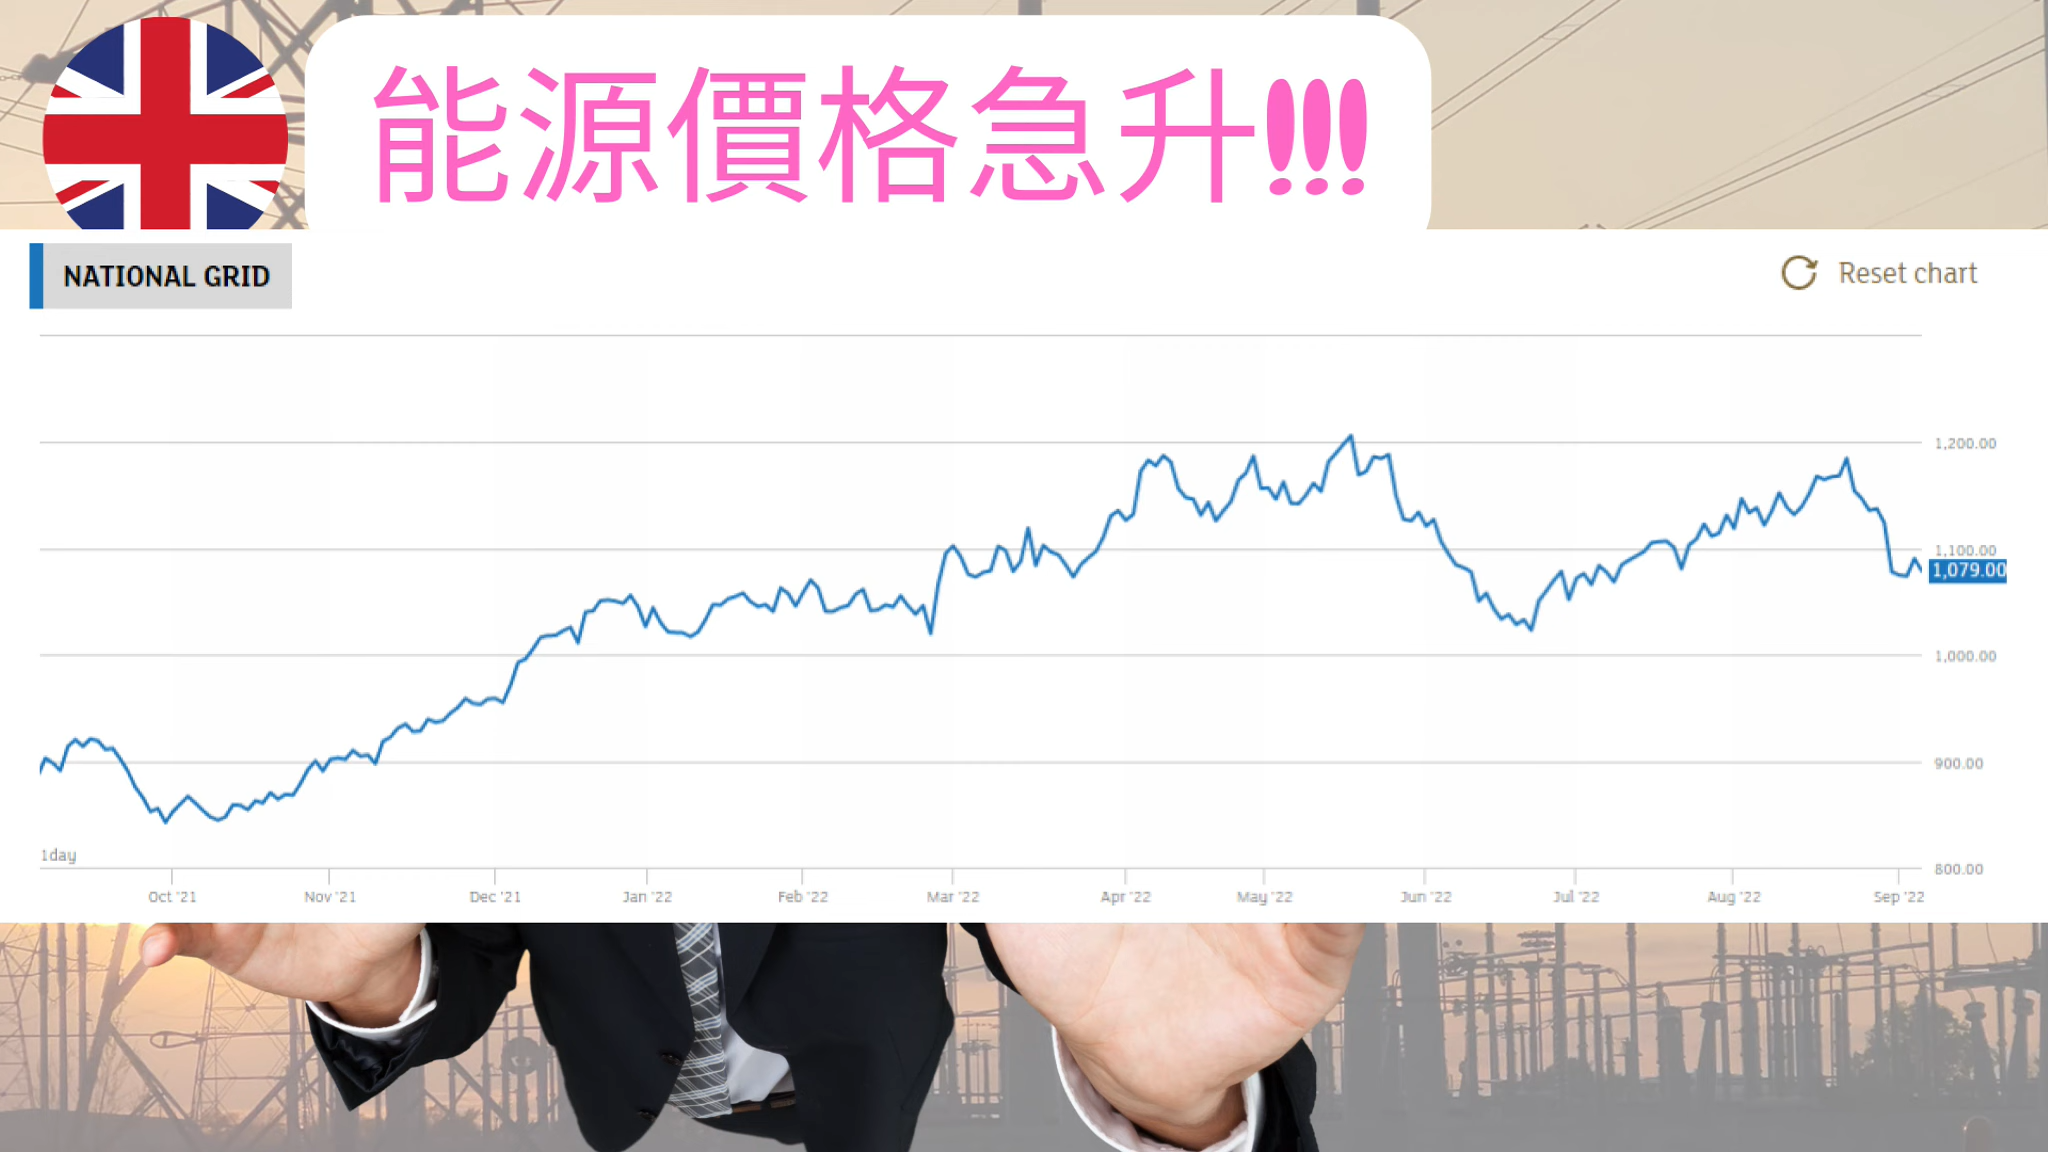 能源價格急升!!!
NATIONAL GRID
Reset chart
1,200.00
1,100.00
1,079.00
1,000.00
900.00
1day
800.00
Oct '21 Nov '21 Dec '21 Jan '22 Feb '22 Mar '22 Apr '22 May '22 Jun '22 Jul '22 Aug '22 Sep '22